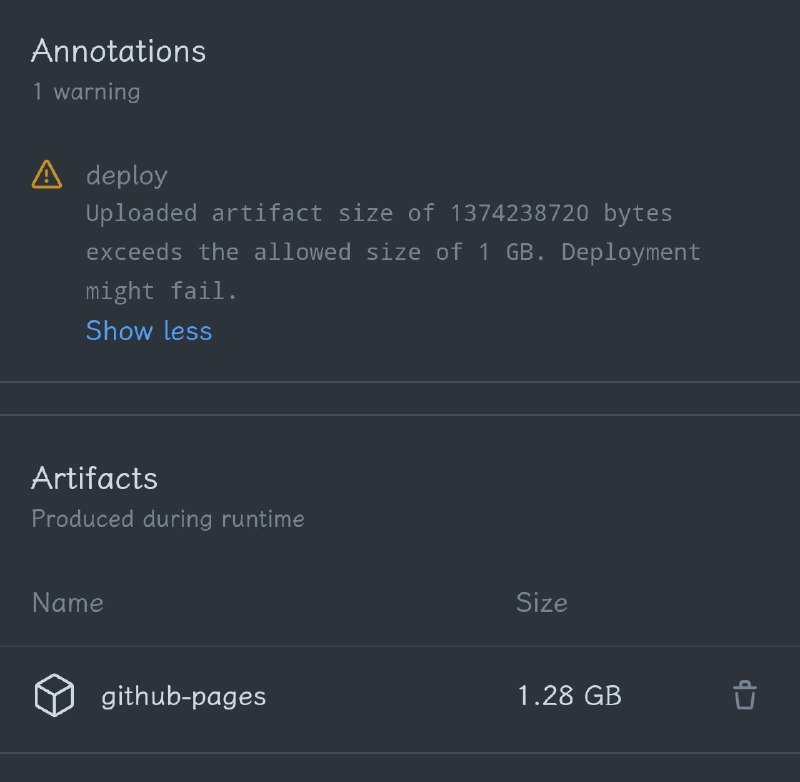 Annotations
1 warning
deploy
Uploaded artifact size of 1374238720 bytes
exceeds the allowed size of 1 GB. Deployment
might fail.
Show less
Artifacts
Produced during runtime
Name Size
github-pages 1.28 GB